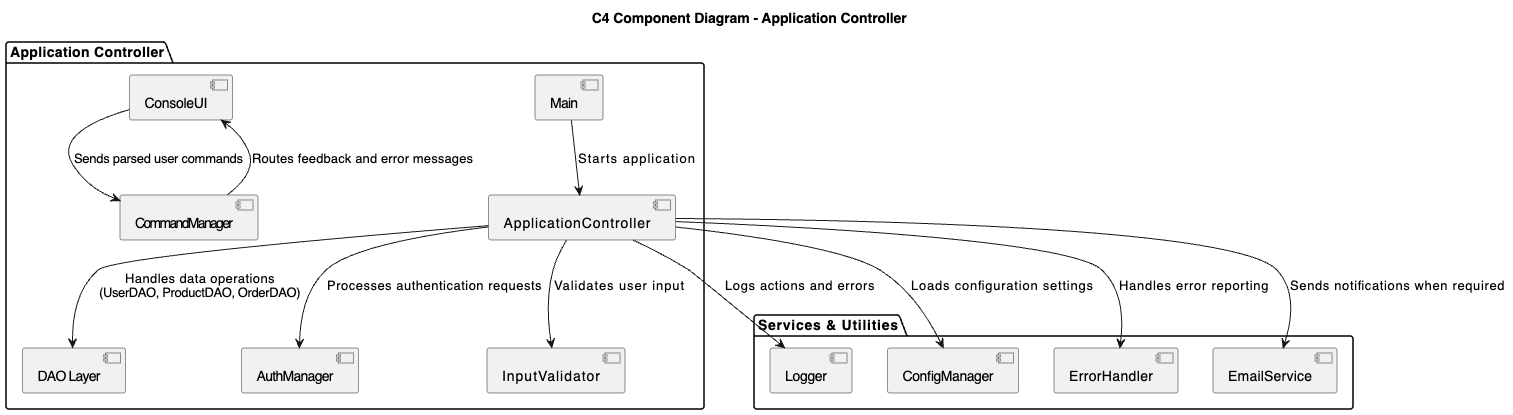 C4 Component Diagram - Application Controller
Application Controller
ConsoleUI
Main
Sends parsed user commands
Routes feedback and error messages
Starts application
CommandManager
ApplicationController
Handles data operations
(UserDAO, ProductDAO, OrderDAO)
Processes authentication requests
Validates user input
Logs actions and errors
Loads configuration settings
Handles error reporting
Sends notifications when required
Services & Utilities
DAO Layer
AuthManager
InputValidator
Logger
ConfigManager
ErrorHandler
EmailService